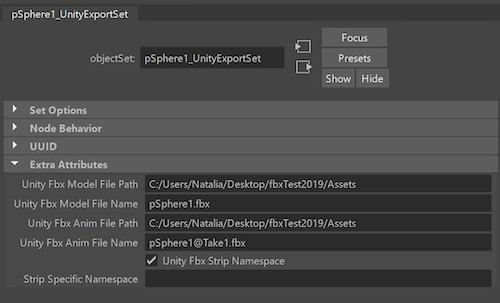 pSphere1_UnityExportSet
Focus
objectSet: pSphere1_UnityExportSet
Presets
Show Hide
Set Options
Node Behavior
UUID
Extra Attributes
Unity Fbx Model File Path C:/Users/Natalia/Desktop/fbxTest2019/Assets
Unity Fbx Model File Name pSphere1.fbx
Unity Fbx Anim File Path C:/Users/Natalia/Desktop/fbxTest2019/Assets
Unity Fbx Anim File Name pSphere1@Take1.fbx
Unity Fbx Strip Namespace
Strip Specific Namespace